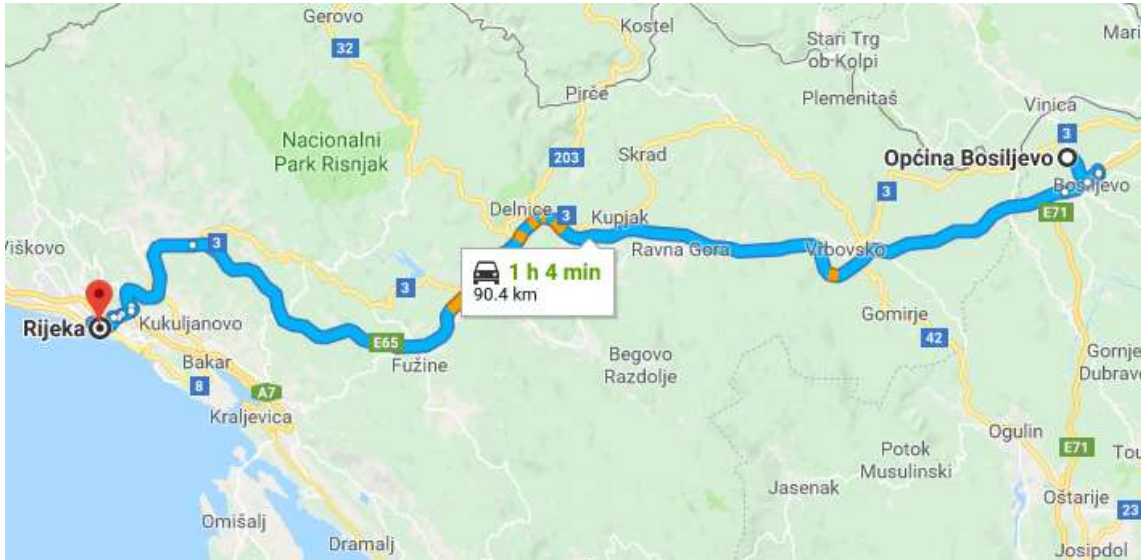 Gerovo
Kostel
32
Stari Trg
ob Kolpi
Mari
Pirče
Plemenitaš
Vinica
Nacionalni
Park Risnjak
203
Skrad
3
Općina Bosiljevo
3
Bosiljevo
Delnice
3
Kupjak
E71
Viškovo
3
Ravna Gora
Vrbovsko
1 h 4 min
90.4 km
3
Rijeka
Kukuljanovo
E65
Fužine
Gomirje
Bakar
8
A7
Begovo
Razdolje
42
Gornje
Dubrave
Kraljevica
Ogulin
E71
Potok
Musulinski
Tou
Jasenak
Oštarije
Omišalj
23
Dramalj
Josipdol